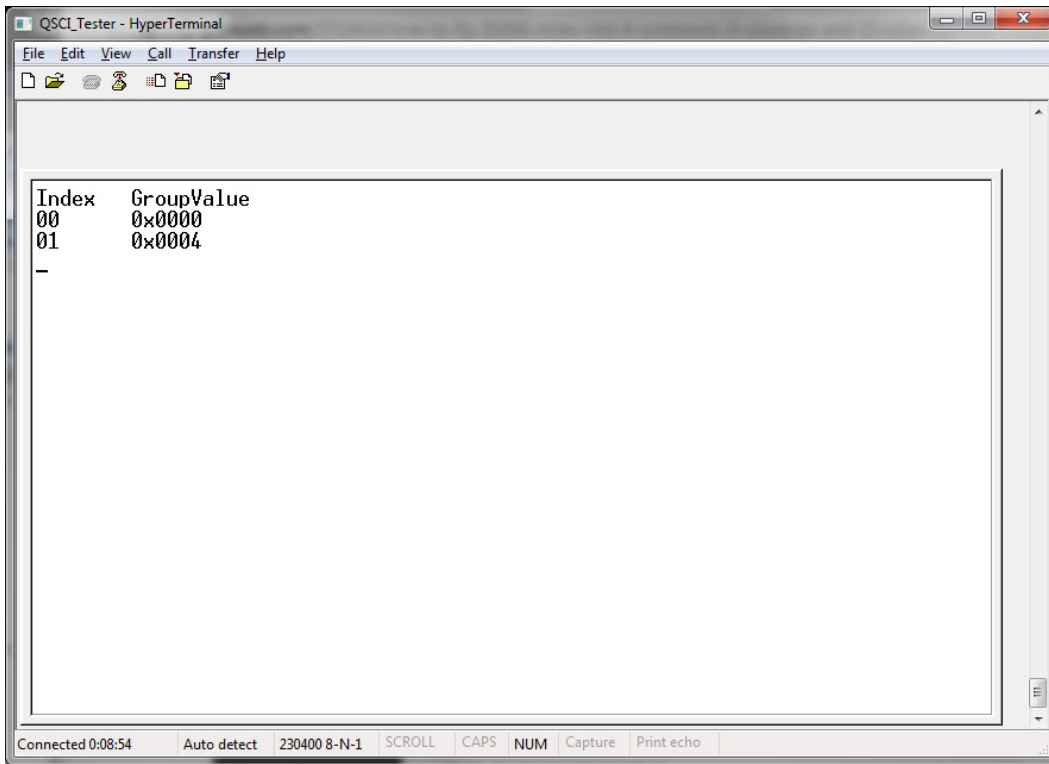 QSCI_Tester - HyperTerminal
File Edit View Call Transfer Help
Index GroupValue
00 0x0000
01 0x0004
_
Connected 0:08:54 Auto detect 230400 8-N-1 SCROLL CAPS NUM Capture Print echo